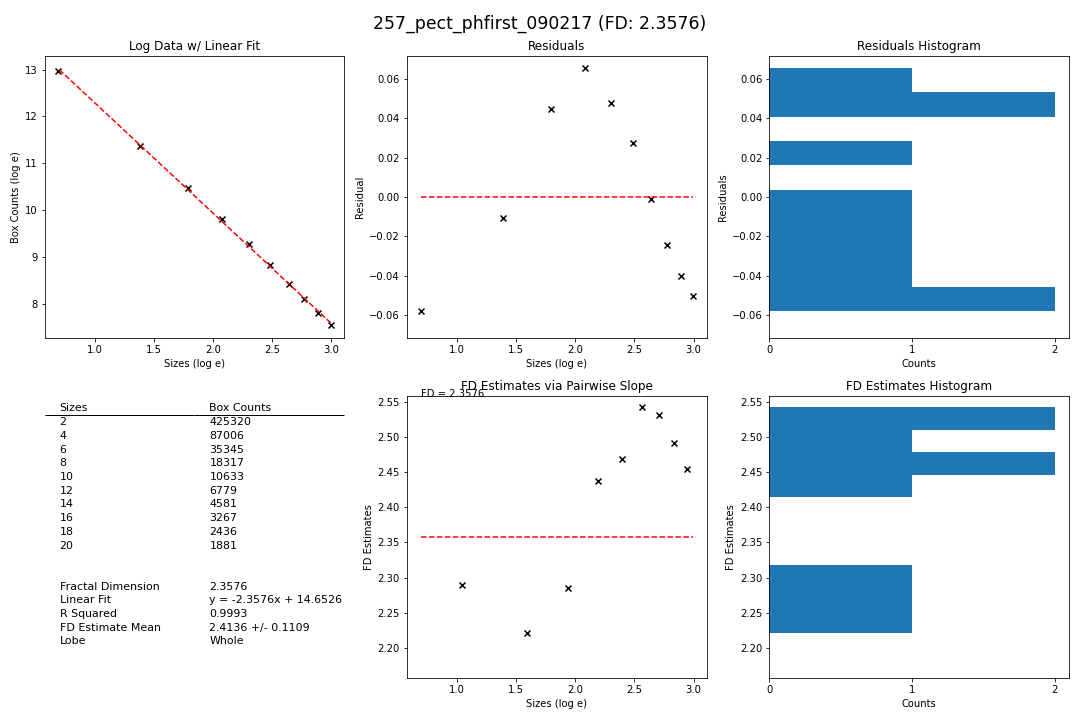 257_pect_phfirst_090217 (FD: 2.3576)
Log Data w/ Linear Fit
13
12
11
10
9
8
Box Counts (log e)
1.0 1.5 2.0 2.5 3.0
Sizes (log e)
Residuals
0.06
0.04
0.02
0.00
−0.02
−0.04
−0.06
Residual
1.0 1.5 2.0 2.5 3.0
Sizes (log e)
Residuals Histogram
0.06
0.04
0.02
0.00
−0.02
−0.04
−0.06
Residuals
0 1 2
Counts
Sizes Box Counts
2 425320
4 87006
6 35345
8 18317
10 10633
12 6779
14 4581
16 3267
18 2436
20 1881
Fractal Dimension 2.3576
Linear Fit y = -2.3576x + 14.6526
R Squared 0.9993
FD Estimate Mean 2.4136 +/- 0.1109
Lobe Whole
FD Estimates via Pairwise Slope
FD = 2.3576
2.55
2.50
2.45
2.40
2.35
2.30
2.25
2.20
FD Estimates
1.0 1.5 2.0 2.5 3.0
Sizes (log e)
FD Estimates Histogram
2.55
2.50
2.45
2.40
2.35
2.30
2.25
2.20
FD Estimates
0 1 2
Counts